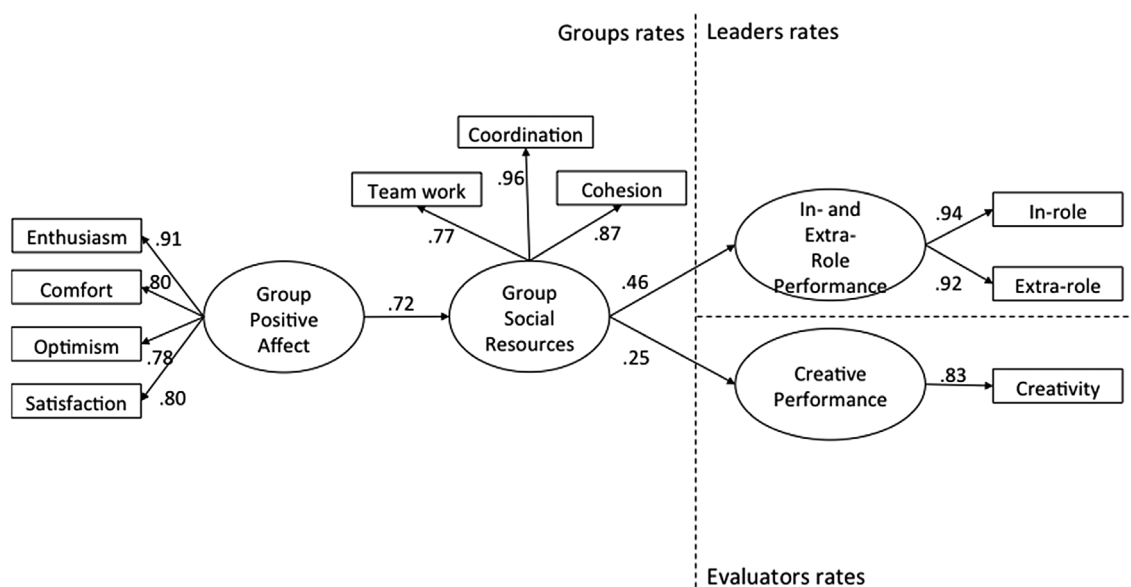 Groups rates
Leaders rates
Coordination
.96
Team work
Cohesion
.77
.87
Enthusiasm
.91
Comfort
.80
Optimism
.78
Satisfaction
.80
Group
Positive
Affect
.72
Group
Social
Resources
.46
.25
In- and
Extra-
Role
Performance
.94
In-role
.92
Extra-role
Creative
Performance
.83
Creativity
Evaluators rates